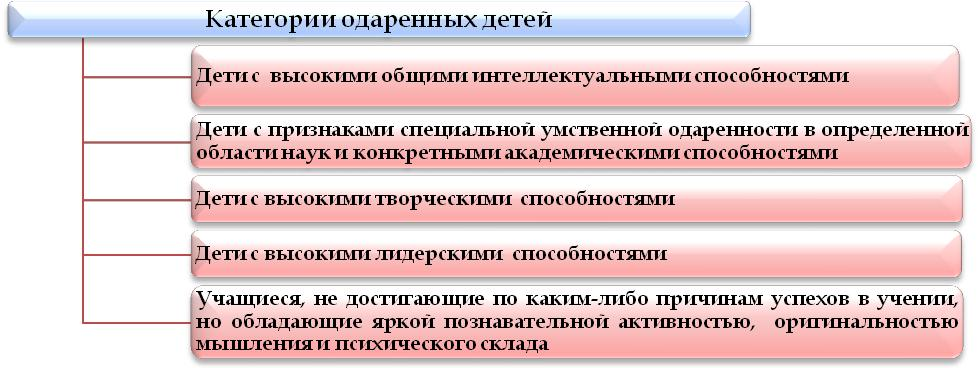 Категории одаренных детей
Дети с высокими общими интеллектуальными способностями
Дети с признаками специальной умственной одаренности в определенной
области наук и конкретными академическими способностями
Дети с высокими творческими способностями
Дети с высокими лидерскими способностями
Учащиеся, не достигающие по каким-либо причинам успехов в учении,
но обладающие яркой познавательной активностью, оригинальностью
мышления и психического склада